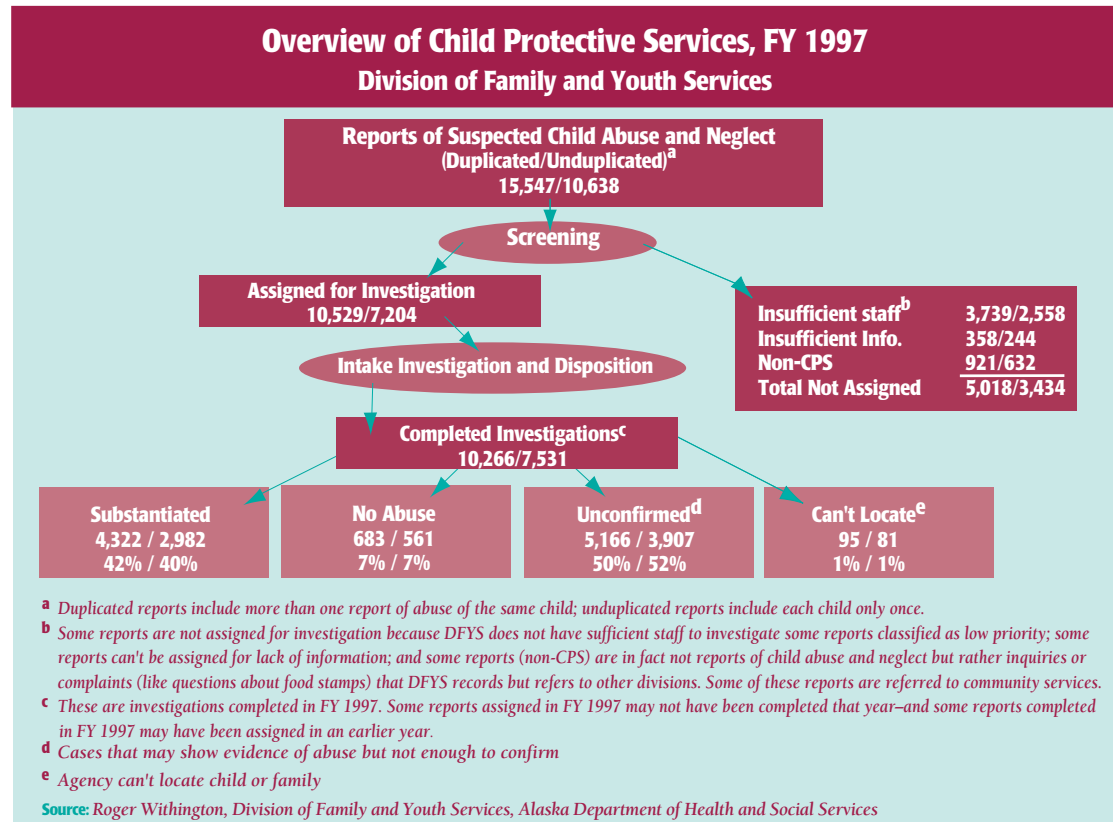 Overview of Child Protective Services, FY 1997
Division of Family and Youth Services
Reports of Suspected Child Abuse and Neglect
(Duplicated/Unduplicated)a
15,547/10,638
Screening
Assigned for Investigation
10,529/7,204
Insufficient staffb 3,739/2,558
Insufficient Info. 358/244
Non-CPS 921/632
Total Not Assigned 5,018/3,434
Intake Investigation and Disposition
Completed Investigationsc
10,266/7,531
Substantiated
4,322 / 2,982
42% / 40%
No Abuse
683 / 561
7% / 7%
Unconfirmedd
5,166 / 3,907
50% / 52%
Can't Locatee
95 / 81
1% / 1%
a Duplicated reports include more than one report of abuse of the same child; unduplicated reports include each child only once.
b Some reports are not assigned for investigation because DFYS does not have sufficient staff to investigate some reports classified as low priority; some
reports can't be assigned for lack of information; and some reports (non-CPS) are in fact not reports of child abuse and neglect but rather inquiries or
complaints (like questions about food stamps) that DFYS records but refers to other divisions. Some of these reports are referred to community services.
c These are investigations completed in FY 1997. Some reports assigned in FY 1997 may not have been completed that year–and some reports completed
in FY 1997 may have been assigned in an earlier year.
d Cases that may show evidence of abuse but not enough to confirm
e Agency can't locate child or family
Source: Roger Withington, Division of Family and Youth Services, Alaska Department of Health and Social Services